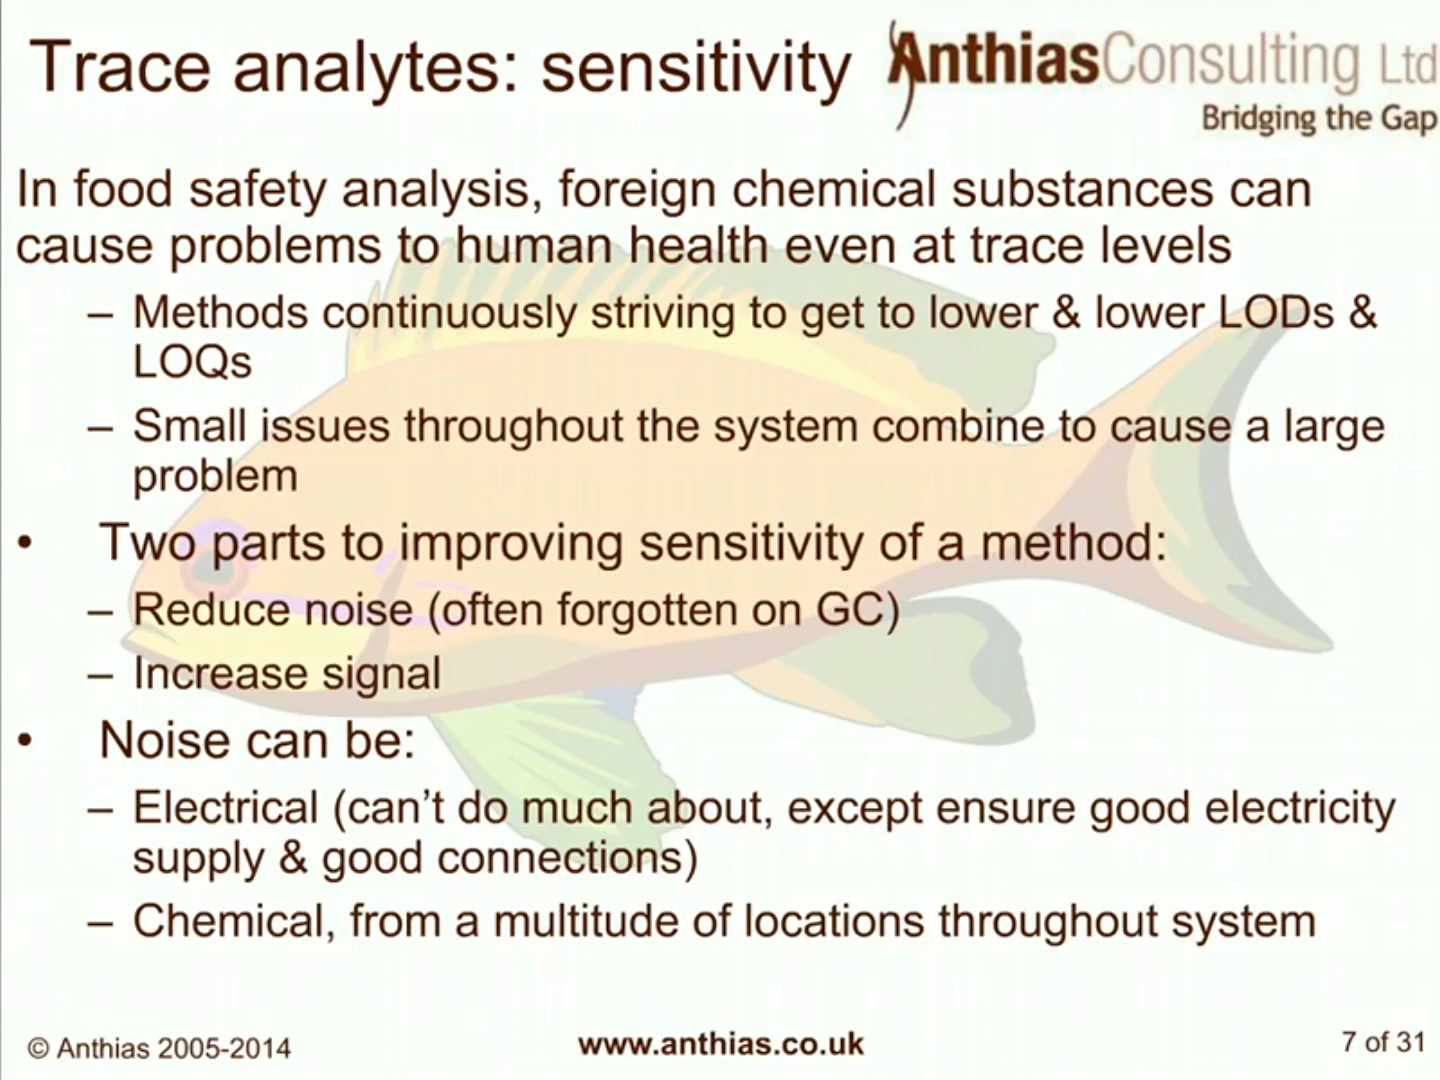 Trace analytes: sensitivity
AnthiasConsulting Ltd
Bridging the Gap
In food safety analysis, foreign chemical substances can
cause problems to human health even at trace levels
– Methods continuously striving to get to lower & lower LODs &
LOQs
– Small issues throughout the system combine to cause a large
problem
• Two parts to improving sensitivity of a method:
– Reduce noise (often forgotten on GC)
– Increase signal
• Noise can be:
– Electrical (can’t do much about, except ensure good electricity
supply & good connections)
– Chemical, from a multitude of locations throughout system
© Anthias 2005-2014
www.anthias.co.uk
7 of 31